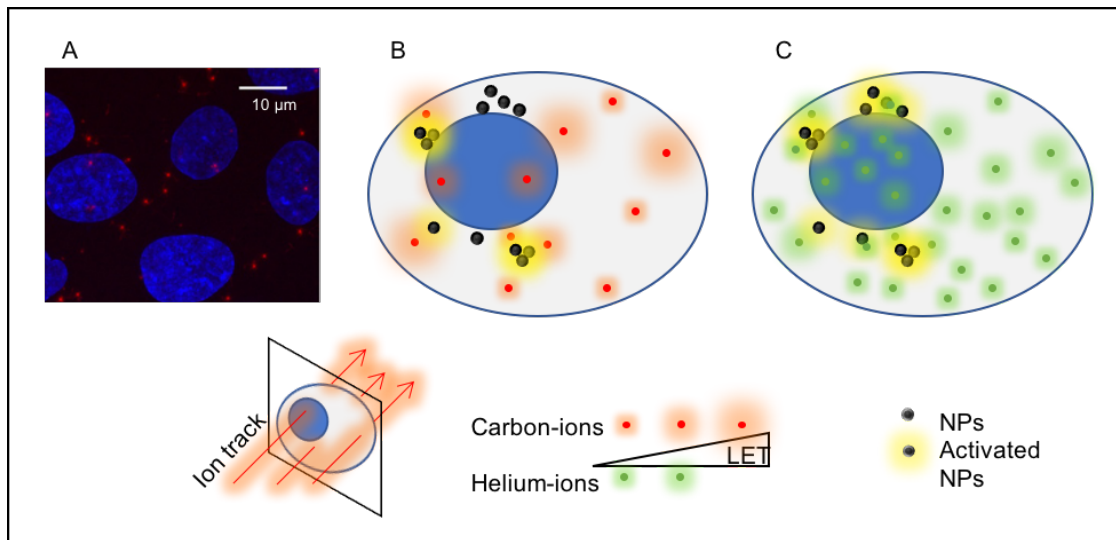 A
B
C
10 µm
Ion track
Carbon-ions
LET
Helium-ions
NPs
Activated
NPs